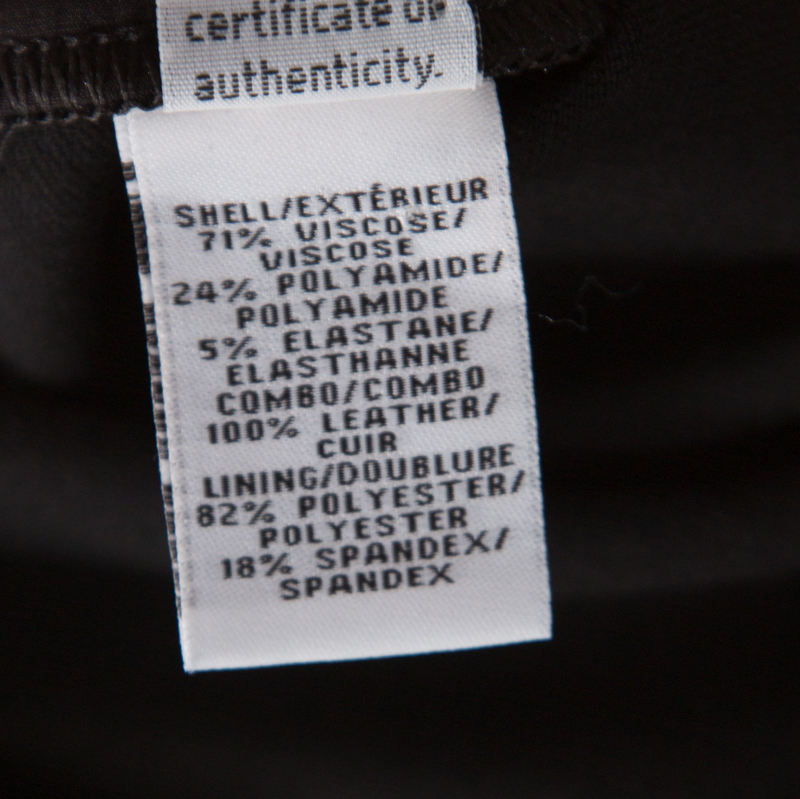 certificate of
authenticity.
SHELL/EXTÉRIEUR
71% VISCOSE/
VISCOSE
24% POLYAMIDE/
POLYAMIDE
5% ELASTANE/
ELASTHANNE
COMBO/COMBO
100% LEATHER/
CUIR
LINING/DOUBLURE
82% POLYESTER/
POLYESTER
18% SPANDEX/
SPANDEX